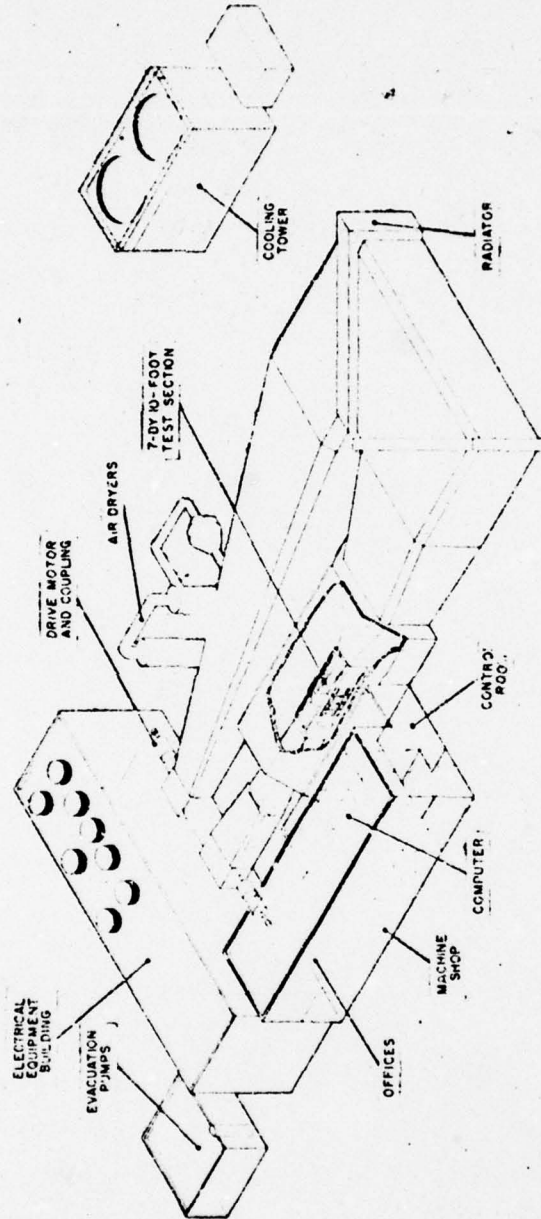 COOLING
TOWER
RADIATOR
7-BY 10-FOOT
TEST SECTION
AIR DRYERS
DRIVE MOTOR
AND COUPLING
CONTROL
ROOM
COMPUTER
MACHINE
SHOP
ELECTRICAL
EQUIPMENT
BUILDING
EVACUATION
PUMPS
OFFICES